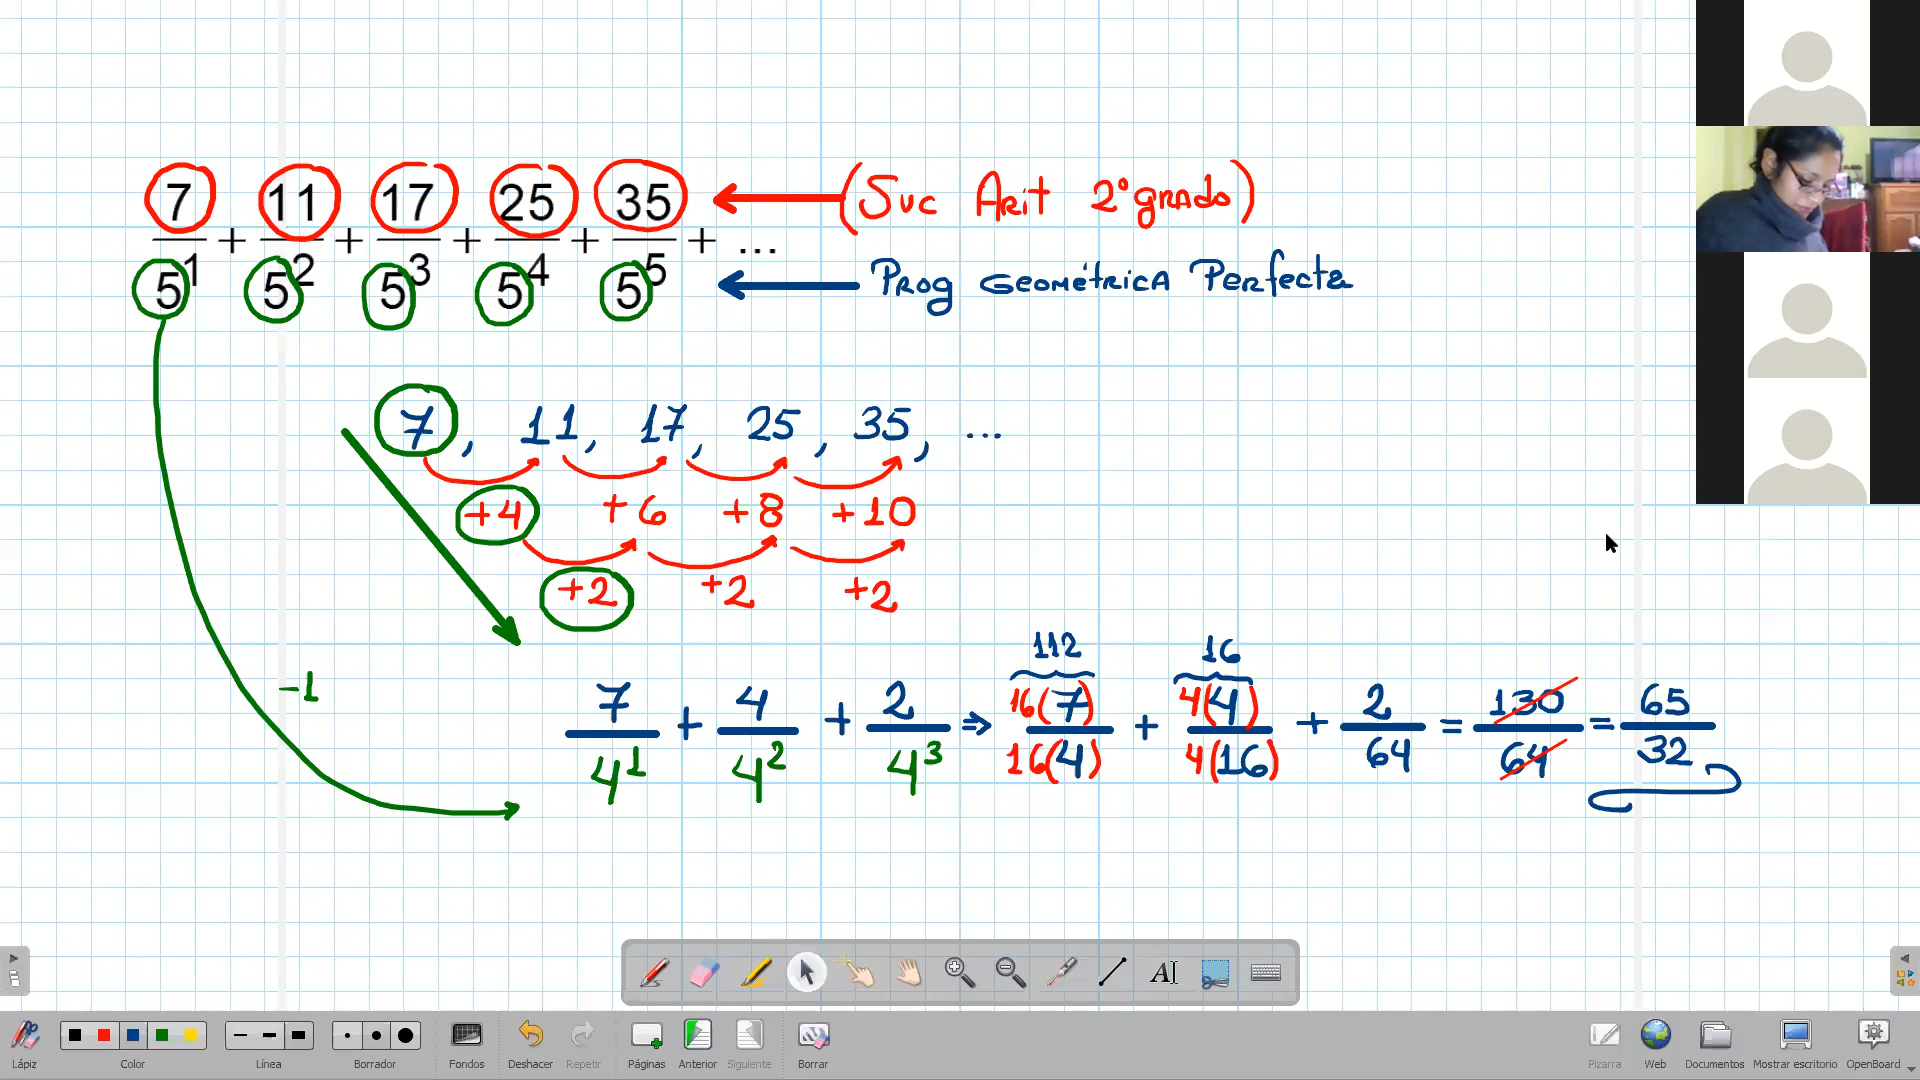 7/5^1 + 11/5^2 + 17/5^3 + 25/5^4 + 35/5^5 + ...
(Suc Arit 2°grado)
Prog Geométrica Perfecta
7, 11, 17, 25, 35, ...
+4 +6 +8 +10
+2 +2 +2
-1
112 16
7/4^1 + 4/4^2 + 2/4^3 ⇒ 16(7)/16(4) + 4(4)/4(16) + 2/64 = 130/64 = 65/32
Lápiz Color Línea Borrador Fondos Deshacer Repetir Páginas Anterior Siguiente Borrar Pizarra Web Documentos Mostrar escritorio OpenBoard